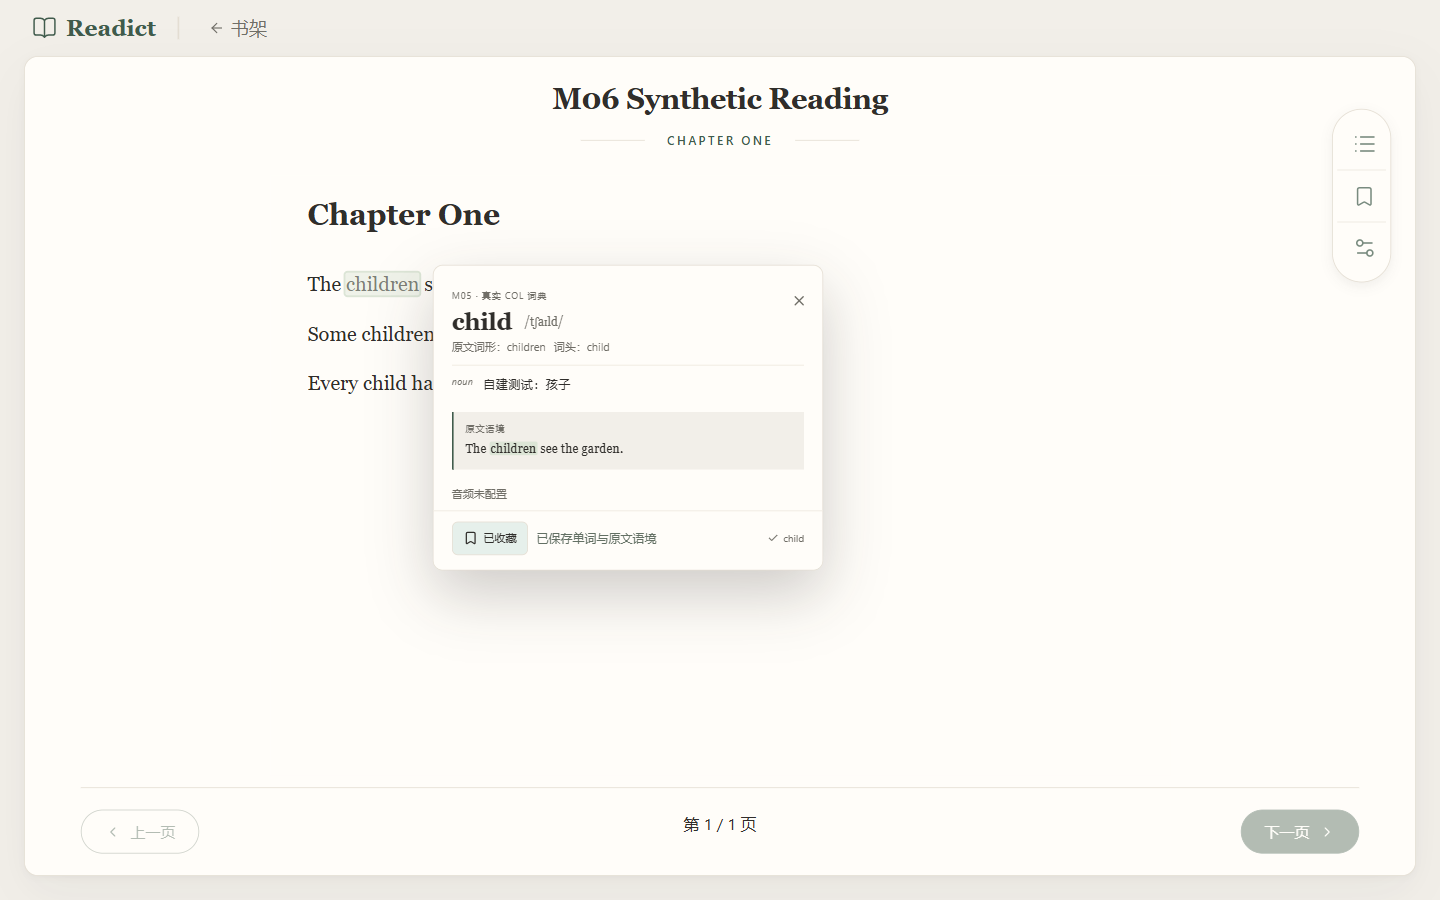 Readict
← 书架
M06 Synthetic Reading
CHAPTER ONE
Chapter One
The children s
Some children
Every child ha
M05 · 真实 COL 词典
child /tʃaɪld/
原文词形：children 词头：child
noun 自建测试：孩子
原文语境
The children see the garden.
音频未配置
已收藏 已保存单词与原文语境 child
上一页
第 1 / 1 页
下一页